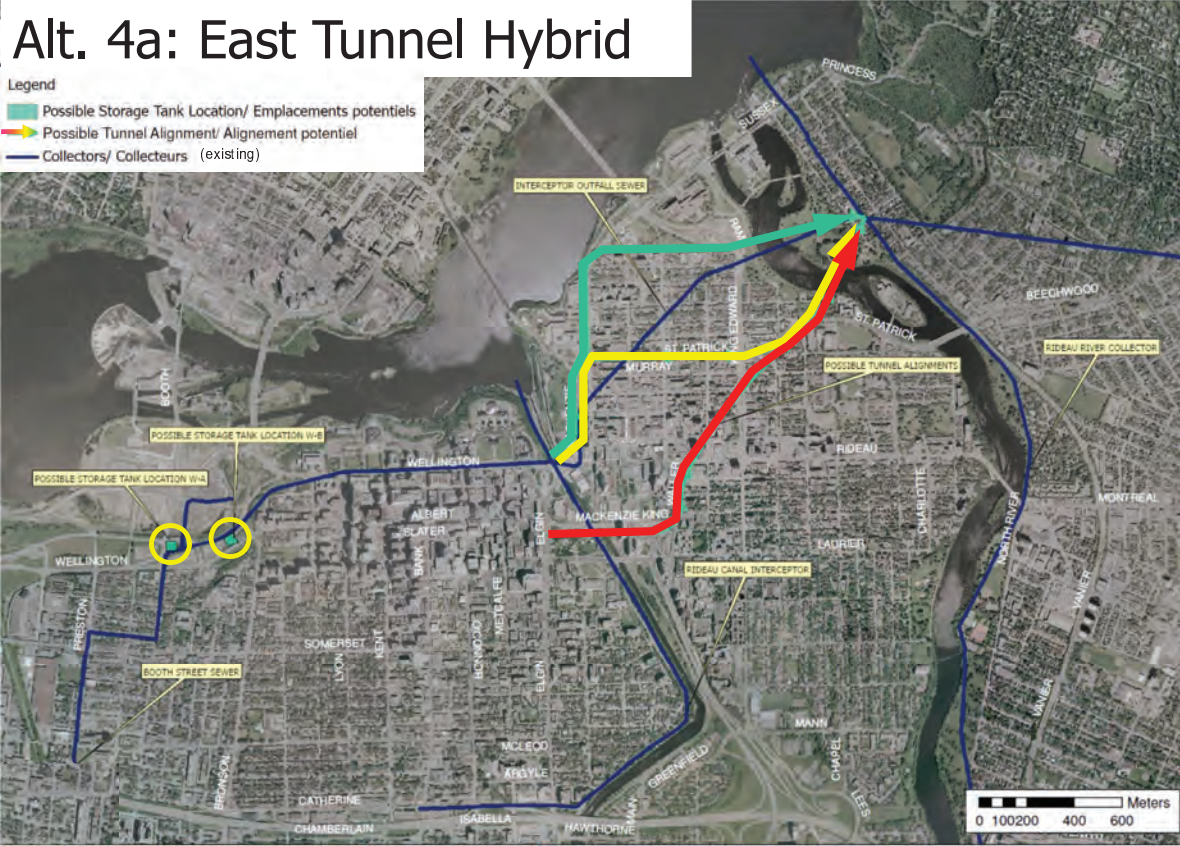 Alt. 4a: East Tunnel Hybrid
Legend
Possible Storage Tank Location/ Emplacements potentiels
Possible Tunnel Alignment/ Alignement potentiel
Collectors/ Collecteurs (existing)
PRINCESS
SUSSEX
INTERCEPTOR OUTFALL SEWER
KING EDWARD
BEECHWOOD
ST. PATRICK
ST. PATRICK
RIDEAU RIVER COLLECTOR
MURRAY
POSSIBLE TUNNEL ALIGNMENTS
BOOTH
POSSIBLE STORAGE TANK LOCATION W-B
RIDEAU
WELLINGTON
POSSIBLE STORAGE TANK LOCATION W-A
WALLER
CHARLOTTE
MONTREAL
ALBERT
MACKENZIE KING
SLATER
ELGIN
NORTH RIVER
LAURIER
BANK
WELLINGTON
RIDEAU CANAL INTERCEPTOR
VANIER
METCALFE
PRESTON
SOMERSET
KENT
LYON
ELGIN
BOOTH STREET SEWER
VANIER
MANN
MCLEOD
CHAPEL
GREENFIELD
ARGYLE
BRONSON
LEES
CATHERINE
ISABELLA
HAWTHORNE
CHAMBERLAIN
Meters
0 100200 400 600